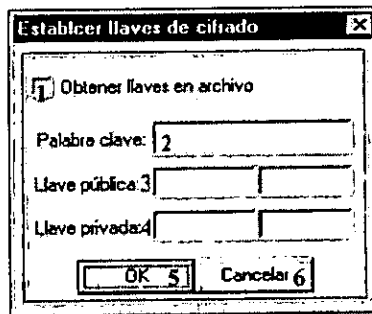 Establcer llaves de cifrado
1 Obtener llaves en archivo
Palabra clave: 2
Llave pública: 3
Llave privada: 4
OK 5 Cancelar 6